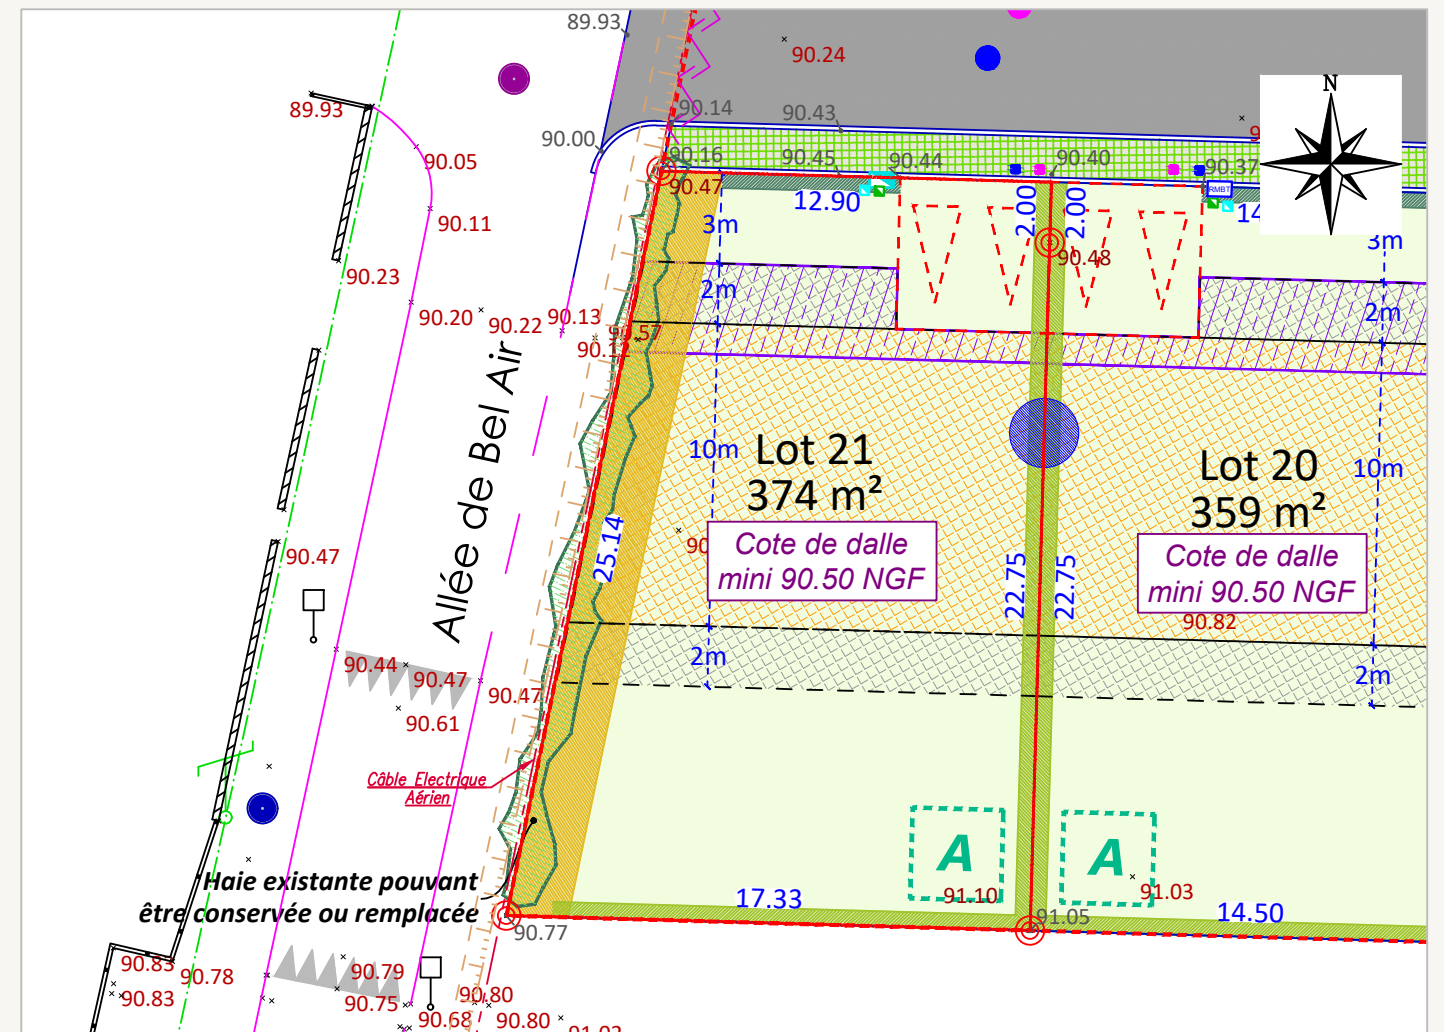 89.93
90.24
N
89.93
90.14
90.43
90.00
90.05
90.16
90.45
90.44
90.40
90.37
90.47
RMBT
12.90
2.00
2.00
90.11
3m
3m
90.48
90.23
2m
2m
90.20
90.22
90.13
Allée de Bel Air
Lot 21
374 m²
10m
Lot 20
359 m²
10m
25.14
Cote de dalle
mini 90.50 NGF
Cote de dalle
mini 90.50 NGF
90.47
22.75
22.75
90.82
2m
2m
90.44
90.47
90.47
90.61
Câble Electrique
Aérien
A
A
Haie existante pouvant
être conservée ou remplacée
17.33
91.10
91.03
91.05
14.50
90.77
90.83
90.78
90.83
90.79
90.75
90.80
90.68
90.80